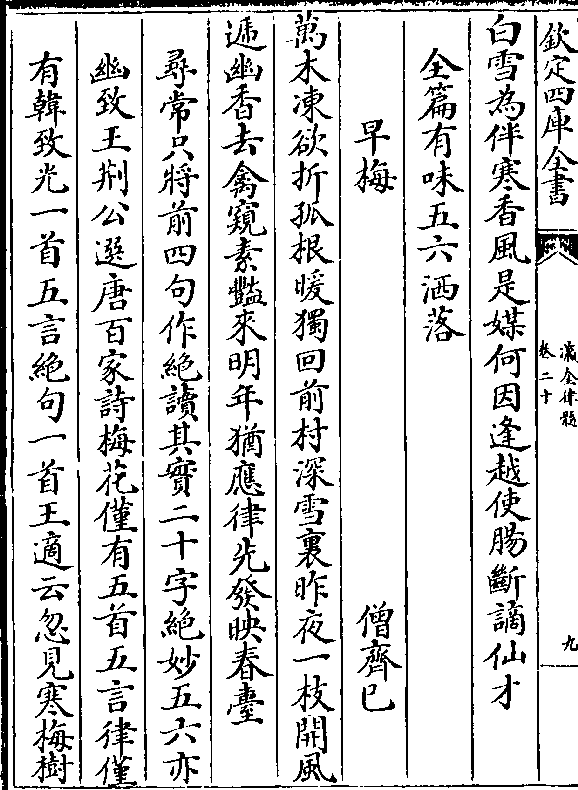 欽定四庫全書
瀛奎律髓
卷二十
九
白雪為伴寒香風是媒何因逢越使腸斷謫仙才
全篇有味五六洒落
早梅 僧齊已
萬木凍欲折孤根暖獨回前村深雪裏昨夜一枝開風
遞幽香去禽窺素豔來明年猶應律先發映春臺
尋常只將前四句作絶讀其實二十字絶妙五六亦
幽致王荆公選唐百家詩梅花僅有五首五言律僅
有韓致光一首五言絶句一首王適云忽見寒梅樹